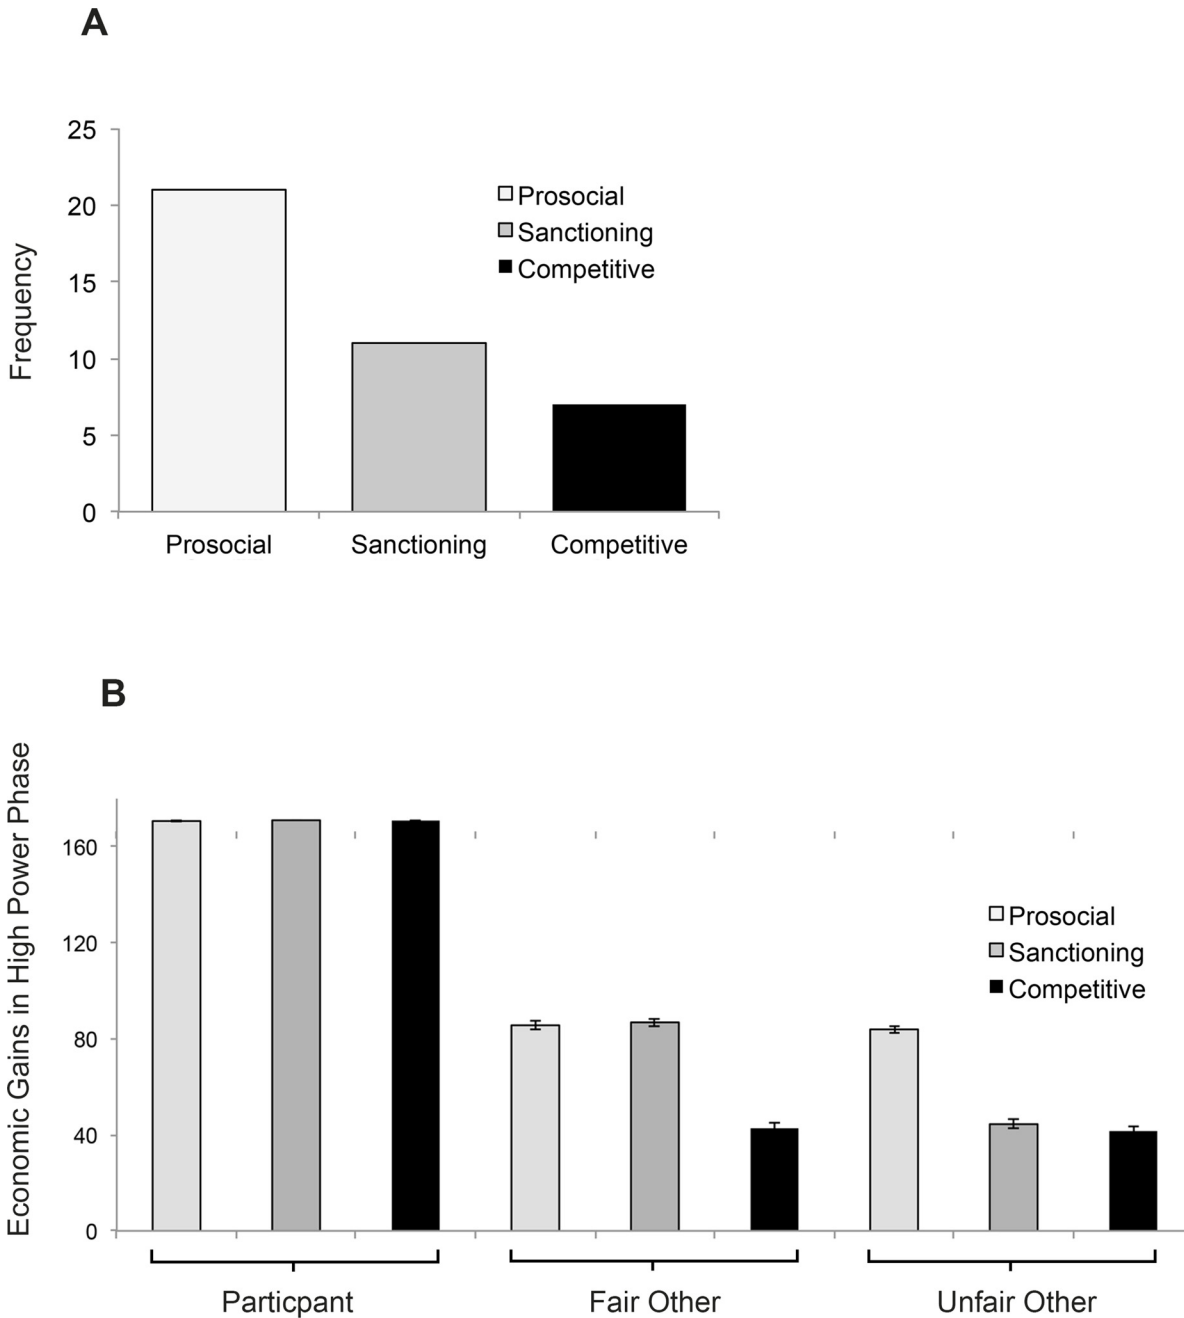 A
Frequency
25
20
15
10
5
0
Prosocial
Sanctioning
Competitive
Prosocial Sanctioning Competitive
B
Economic Gains in High Power Phase
160
120
80
40
0
Prosocial
Sanctioning
Competitive
Particpant Fair Other Unfair Other